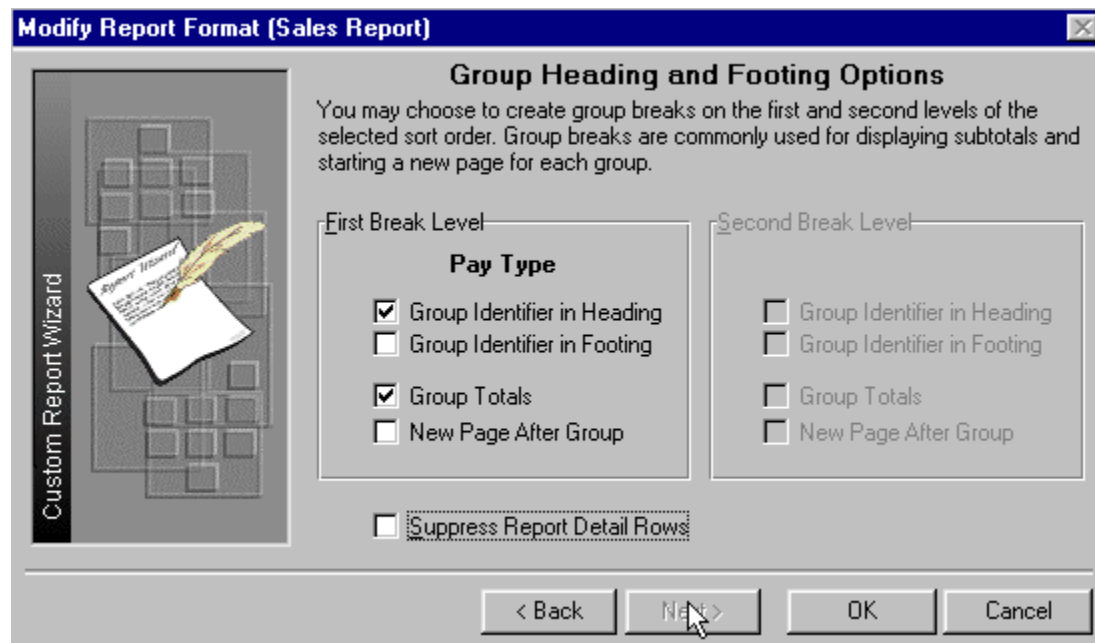 Modify Report Format (Sales Report)
Group Heading and Footing Options
You may choose to create group breaks on the first and second levels of the
selected sort order. Group breaks are commonly used for displaying subtotals and
starting a new page for each group.
Custom Report Wizard
Report Wizard
First Break Level
Pay Type
Group Identifier in Heading
Group Identifier in Footing
Group Totals
New Page After Group
Second Break Level
Group Identifier in Heading
Group Identifier in Footing
Group Totals
New Page After Group
Suppress Report Detail Rows
< Back
Next >
OK
Cancel